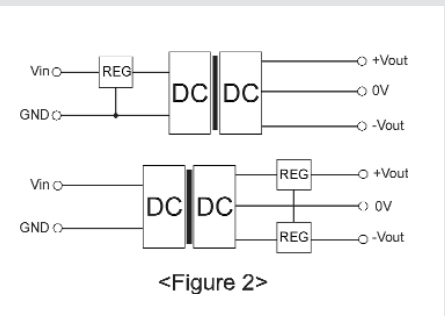 Vin REG DC DC +Vout
0V
GND -Vout
Vin DC DC REG +Vout
0V
GND REG -Vout
<Figure 2>